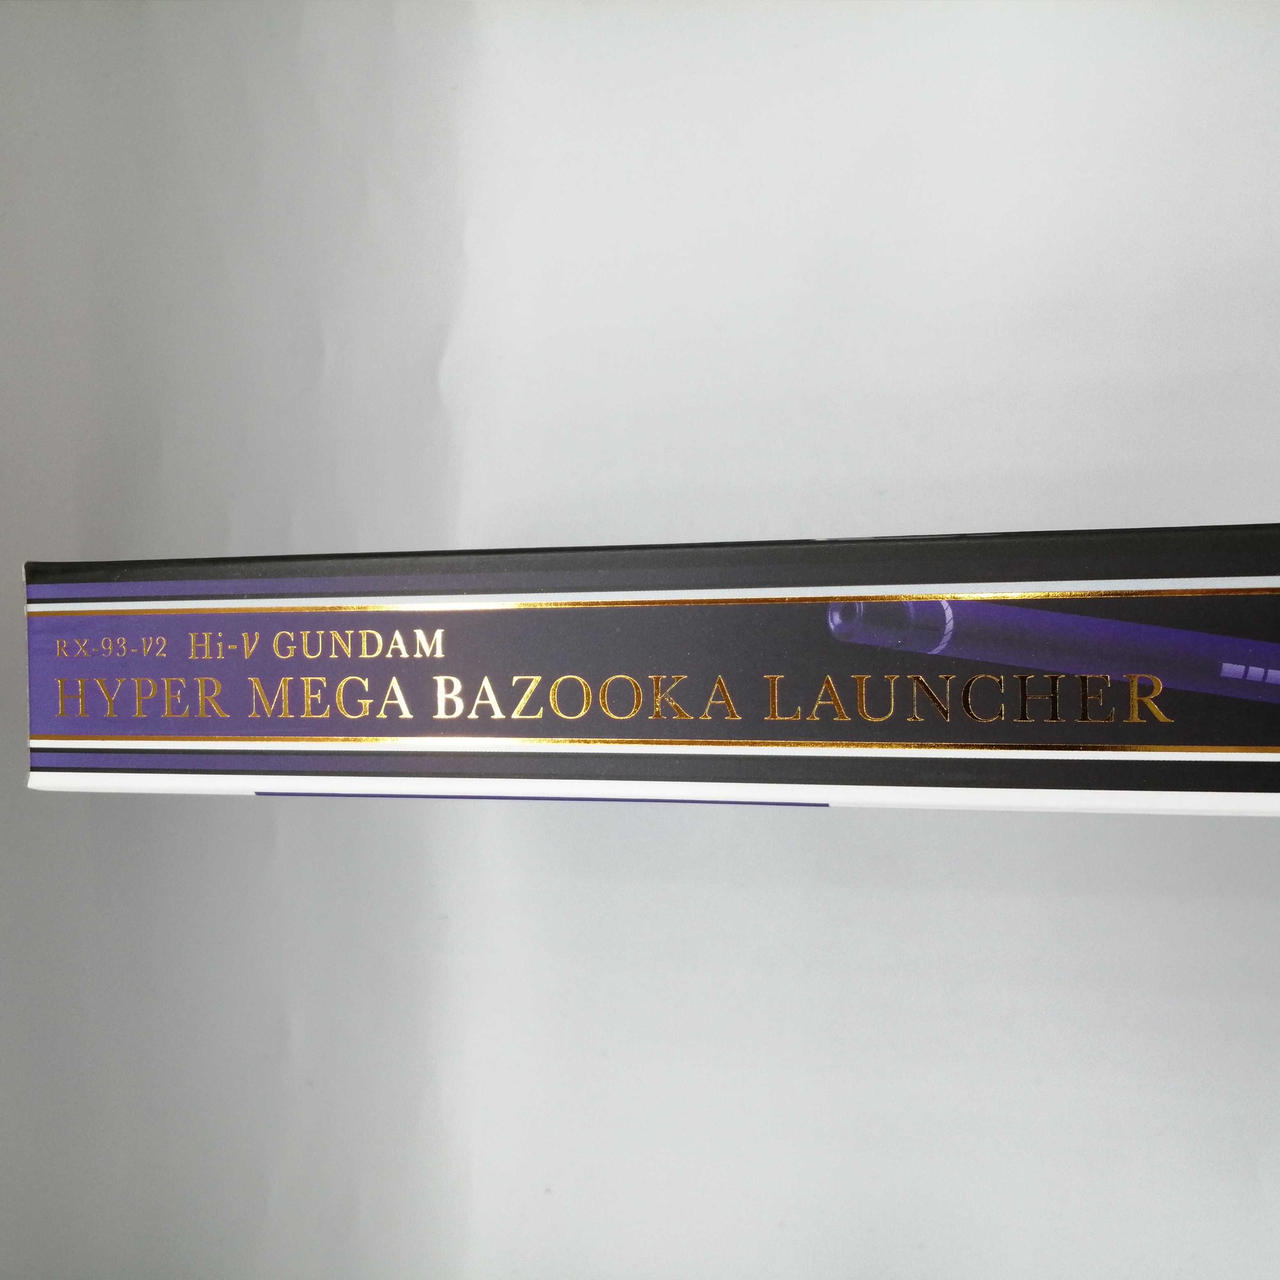 RX-93-ν2 Hi-ν GUNDAM
HYPER MEGA BAZOOKA LAUNCHER